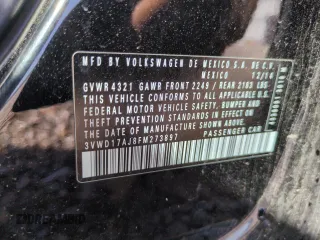 MFD BY VOLKSWAGEN DE MEXICO S.A. DE C.V.
MEXICO 12/14
GVWR 4321 GAWR FRONT 2249 / REAR 2183 LBS
THIS VEHICLE CONFORMS TO ALL APPLICABLE
FEDERAL MOTOR VEHICLE SAFETY, BUMPER AND
THEFT PREVENTION STANDARDS IN EFFECT ON
THE DATE OF MANUFACTURE SHOWN ABOVE.
3VWD17AJ8FM273897 PASSENGER CAR